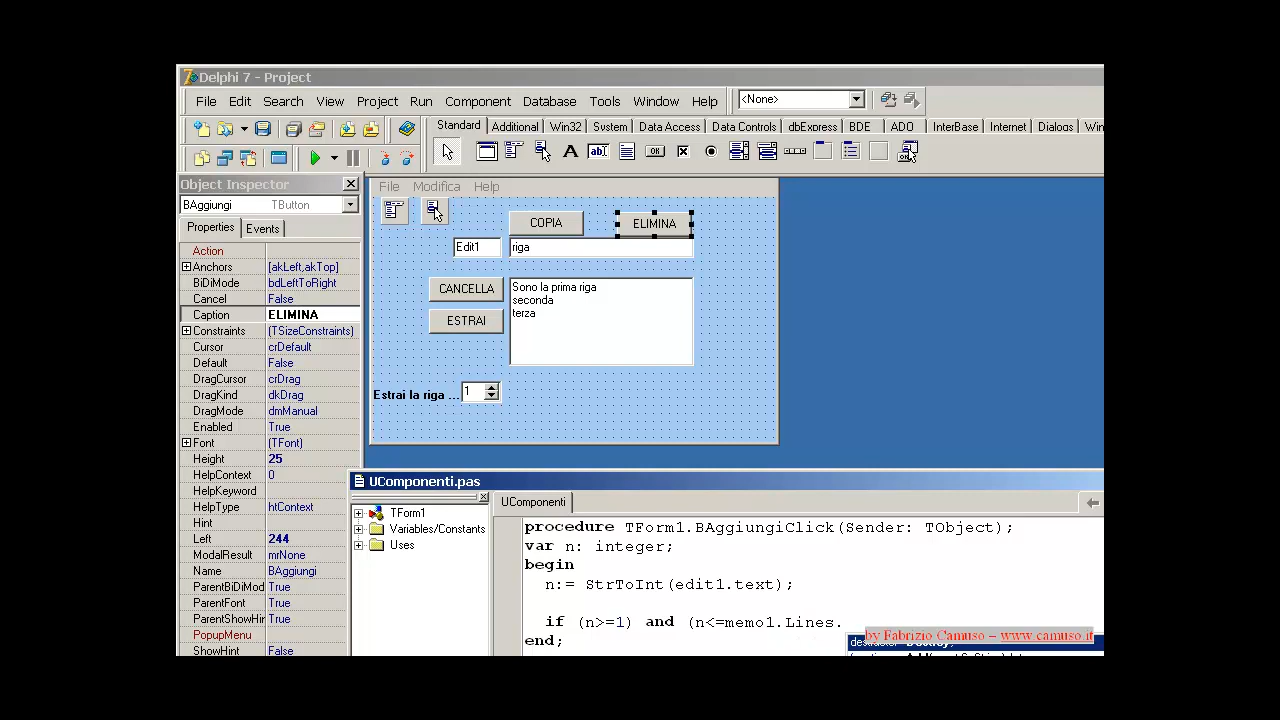 Delphi 7 - Project
File Edit Search View Project Run Component Database Tools Window Help
<None>
Standard Additional Win32 System Data Access Data Controls dbExpress BDE ADO InterBase Internet Dialogs Win
Object Inspector
BAggiungi TButton
Properties Events
Action
Anchors [akLeft,akTop]
BiDiMode bdLeftToRight
Cancel False
Caption ELIMINA
Constraints (TSizeConstraints)
Cursor crDefault
Default False
DragCursor crDrag
DragKind dkDrag
DragMode dmManual
Enabled True
Font (TFont)
Height 25
HelpContext 0
HelpKeyword
HelpType htContext
Hint
Left 244
ModalResult mrNone
Name BAggiungi
ParentBiDiMod True
ParentFont True
ParentShowHir True
PopupMenu
ShowHint False
File Modifica Help
COPIA ELIMINA
Edit1 riga
CANCELLA
ESTRAI
Sono la prima riga
seconda
terza
Estrai la riga ... 1
UComponenti.pas
TForm1
Variables/Constants
Uses
UComponenti
procedure TForm1.BAggiungiClick(Sender: TObject);
var n: integer;
begin
n:= StrToInt(edit1.text);
if (n>=1) and (n<=memo1.Lines.
end;
by Fabrizio Camuso – www.camuso.it